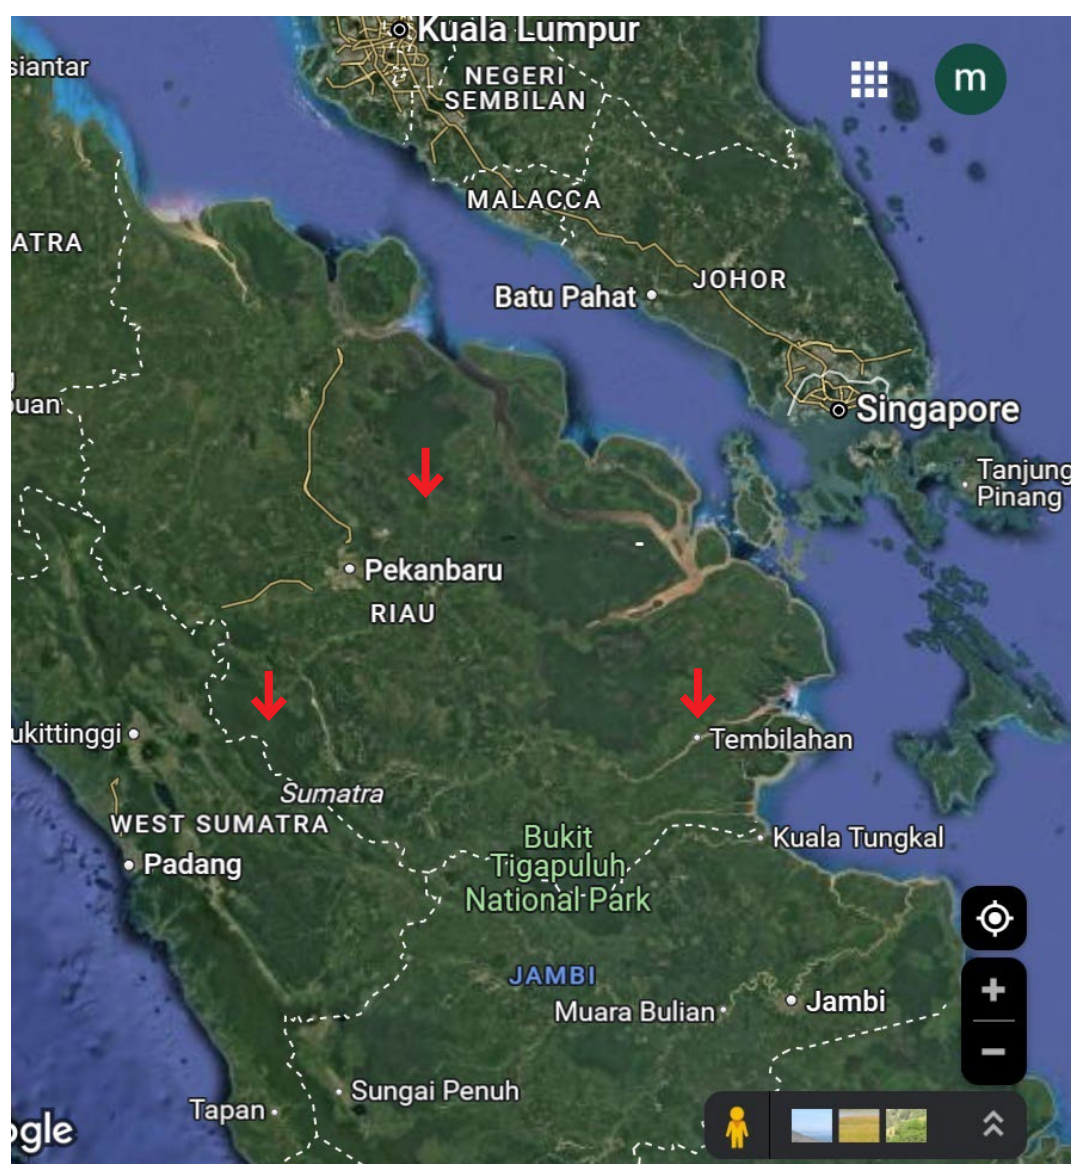 Kuala Lumpur
siantar
NEGERI
SEMBILAN
m
MALACCA
ATRA
JOHOR
Batu Pahat
uan
Singapore
Tanjung
Pinang
Pekanbaru
RIAU
ukittinggi
Tembilahan
Sumatra
WEST SUMATRA
Bukit
Tigapuluh
National Park
Kuala Tungkal
Padang
JAMBI
Muara Bulian
Jambi
Sungai Penuh
Tapan
ogle